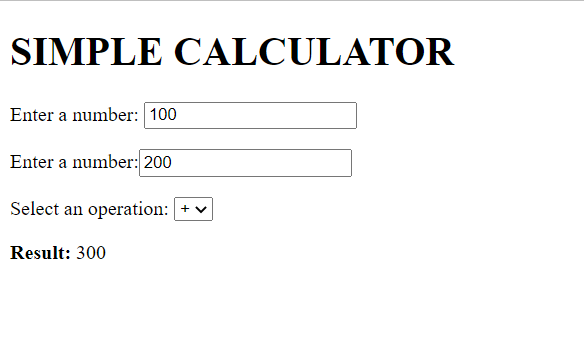 SIMPLE CALCULATOR
Enter a number: 100
Enter a number: 200
Select an operation: +
Result: 300